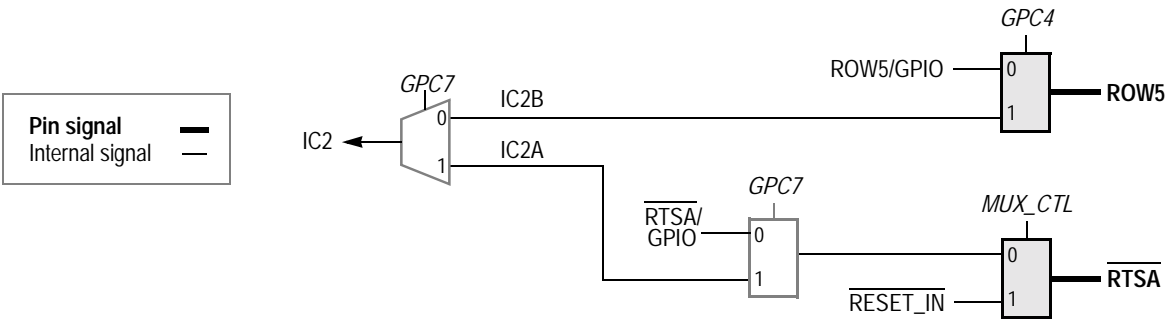 GPC4
ROW5/GPIO
0
ROW5
1
GPC7
IC2B
0
Pin signal
Internal signal
IC2
IC2A
1
GPC7
RTSA/
GPIO
0
1
MUX_CTL
0
RTSA
RESET_IN
1